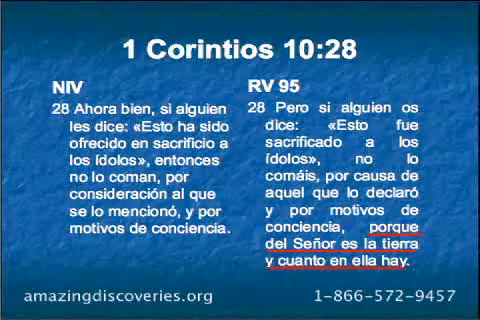 1 Corintios 10:28
NIV
28 Ahora bien, si alguien
les dice: «Esto ha sido
ofrecido en sacrificio a
los ídolos», entonces
no lo coman, por
consideración al que
se lo mencionó, y por
motivos de conciencia.
RV 95
28 Pero si alguien os
dice: «Esto fue
sacrificado a los
ídolos», no lo
comáis, por causa de
aquel que lo declaró
y por motivos de
conciencia, porque
del Señor es la tierra
y cuanto en ella hay.
amazingdiscoveries.org
1-866-572-9457